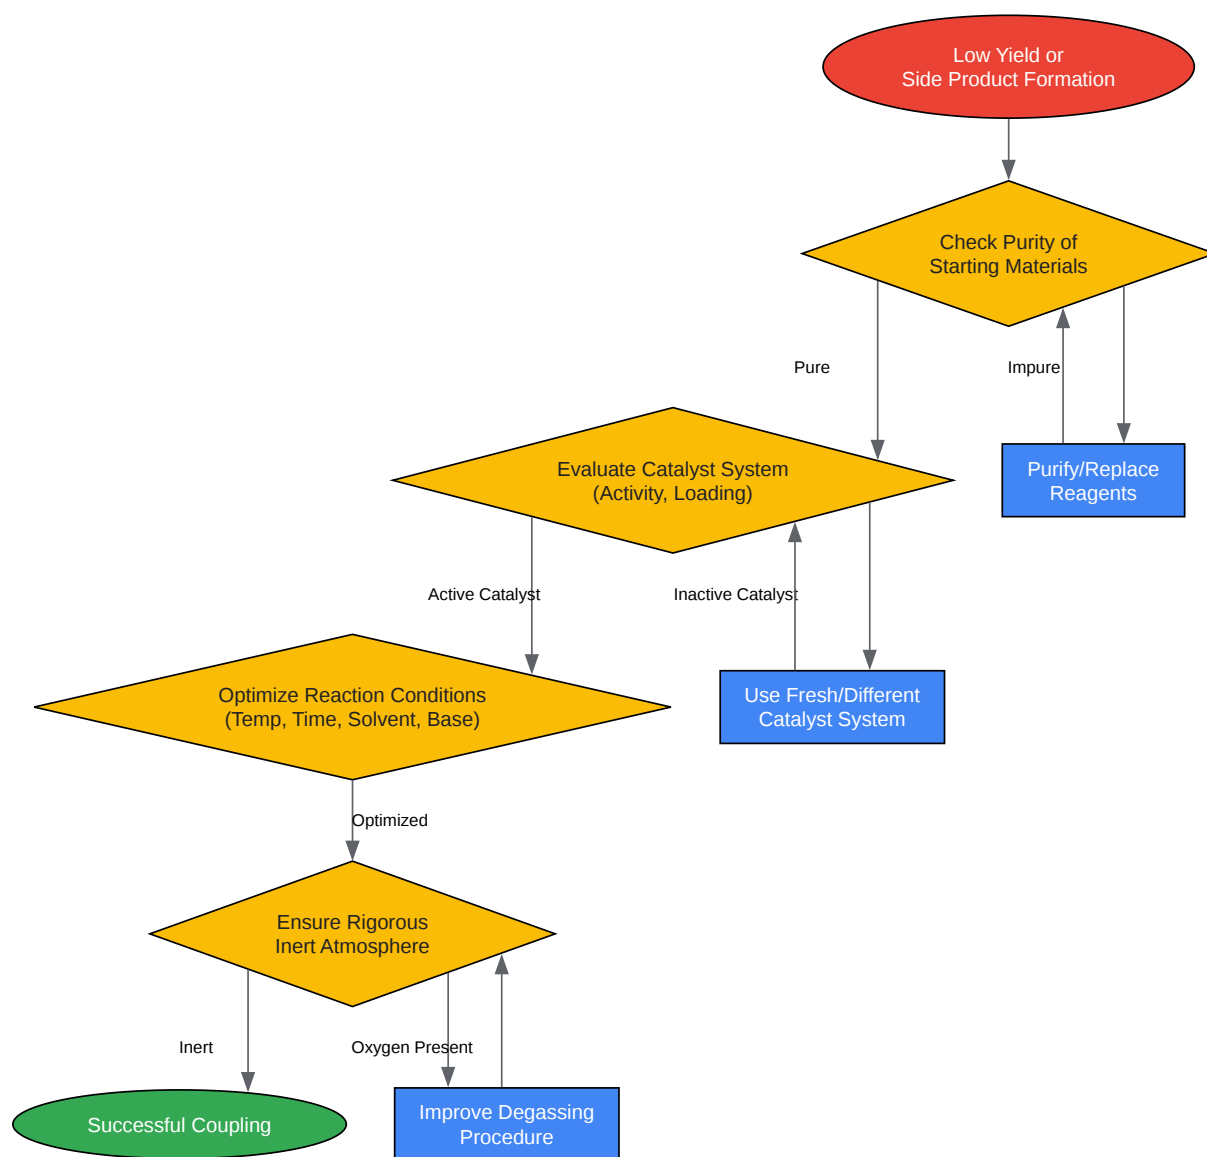 Low Yield or
Side Product Formation
Check Purity of
Starting Materials
Pure
Impure
Evaluate Catalyst System
(Activity, Loading)
Purify/Replace
Reagents
Active Catalyst
Inactive Catalyst
Optimize Reaction Conditions
(Temp, Time, Solvent, Base)
Use Fresh/Different
Catalyst System
Optimized
Ensure Rigorous
Inert Atmosphere
Inert
Oxygen Present
Successful Coupling
Improve Degassing
Procedure